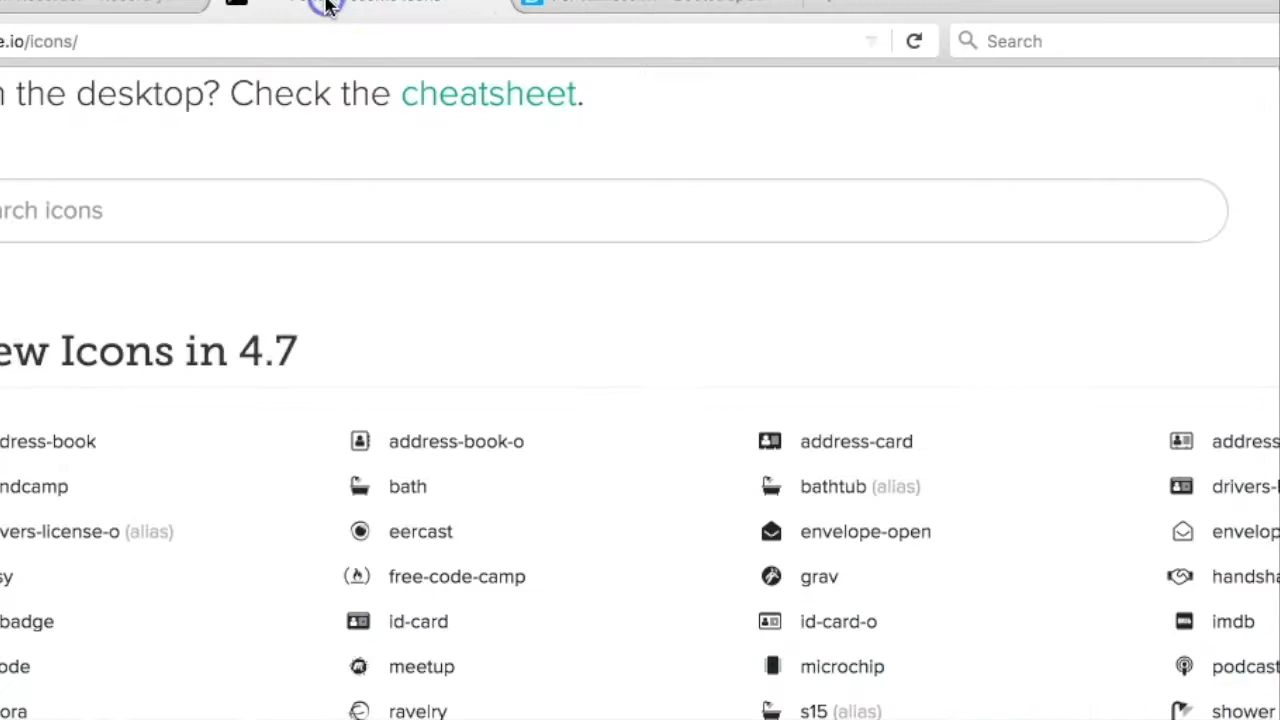 e.io/icons/
Search
the desktop? Check the cheatsheet.
rch icons
ew Icons in 4.7
dress-book address-book-o address-card address
ndcamp bath bathtub (alias) drivers-
vers-license-o (alias) eercast envelope-open envelop
sy free-code-camp grav handsha
badge id-card id-card-o imdb
ode meetup microchip podcast
ora ravelry s15 (alias) shower